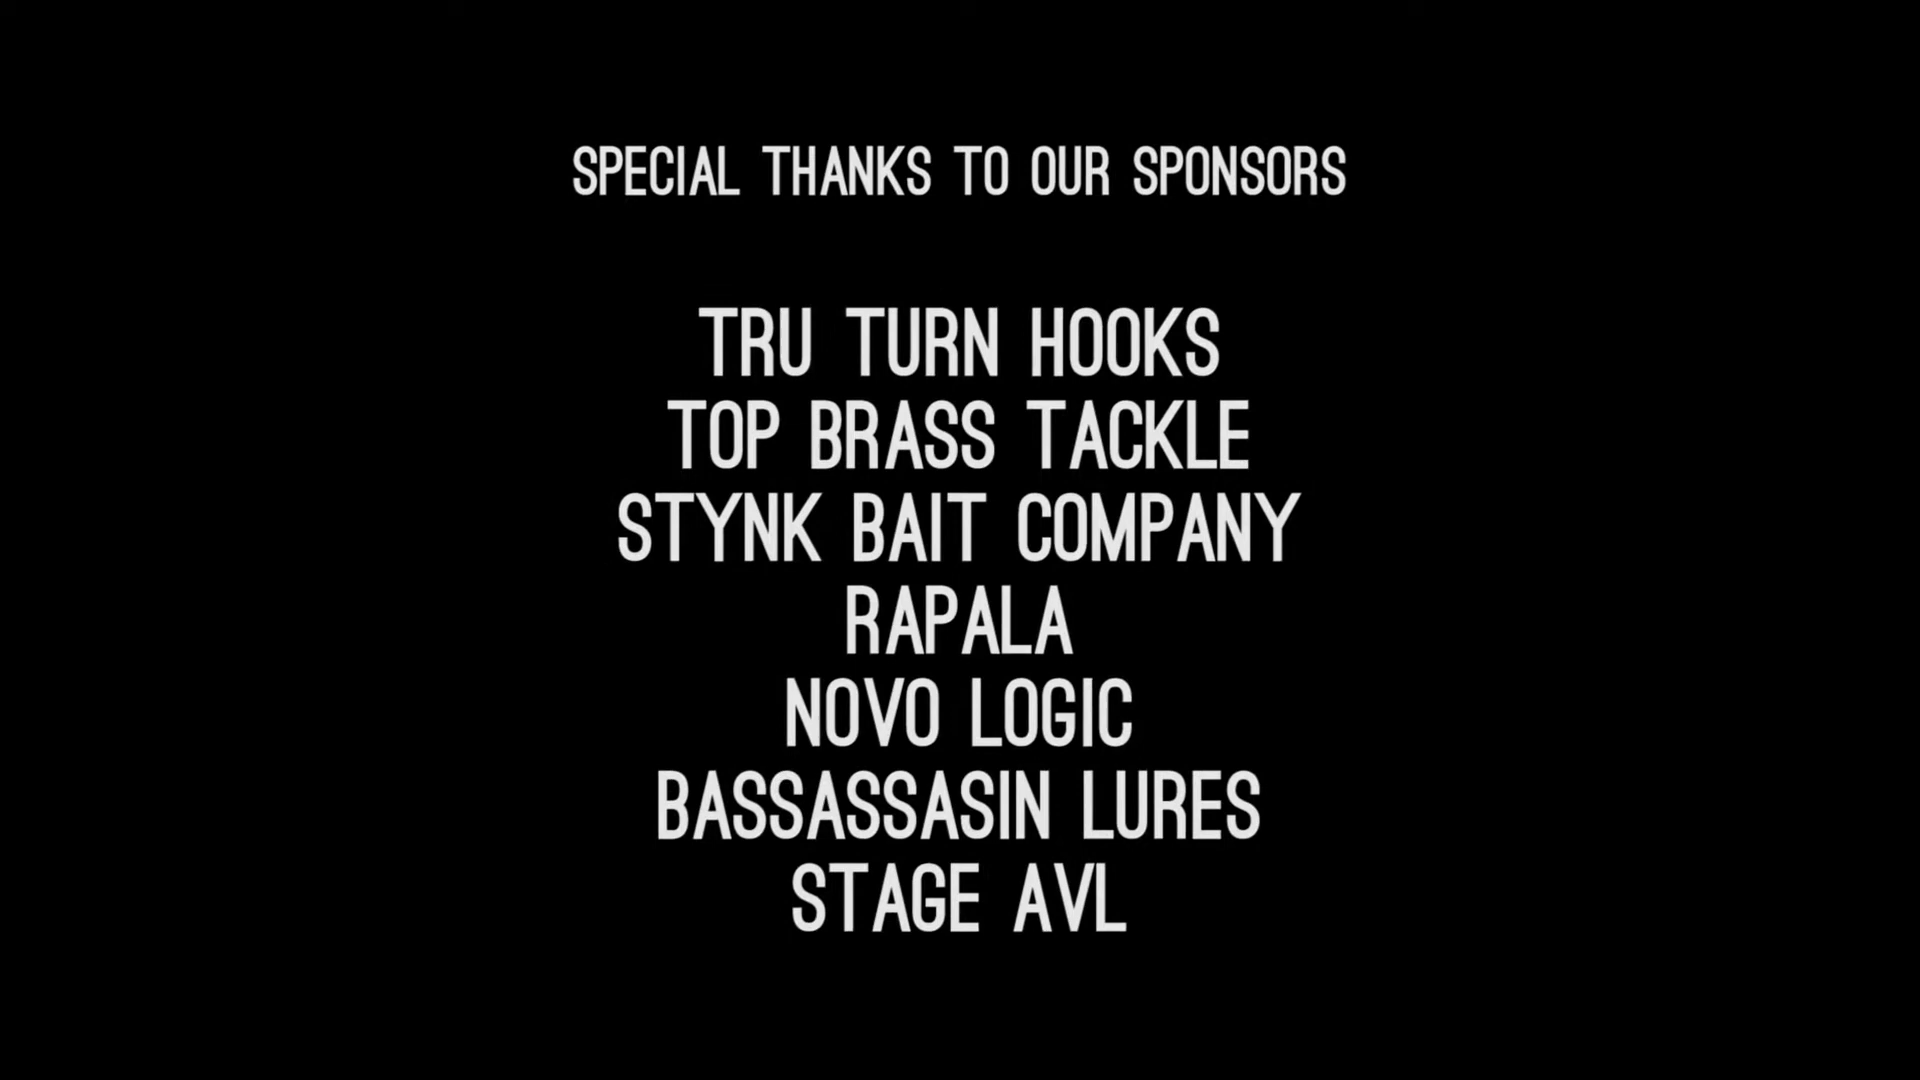 SPECIAL THANKS TO OUR SPONSORS
TRU TURN HOOKS
TOP BRASS TACKLE
STYNK BAIT COMPANY
RAPALA
NOVO LOGIC
BASSASSASIN LURES
STAGE AVL